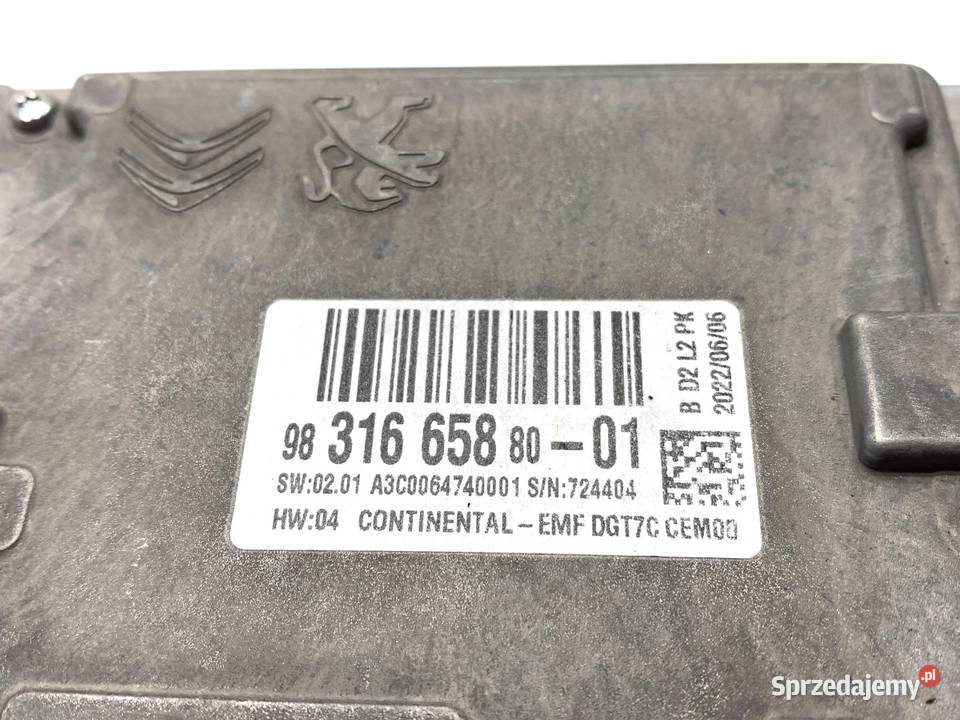 98 316 658 80-01
SW:02.01 A3C0064740001 S/N:724404
HW:04 CONTINENTAL-EMF DGT7C CEM00
B D2 L2 PK
2022/06/06
Sprzedajemy.pl